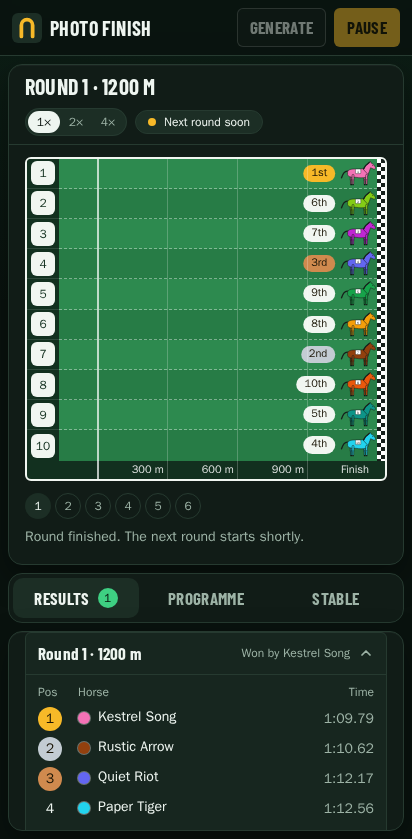 PHOTO FINISH
GENERATE
PAUSE
ROUND 1 · 1200 M
1×
2×
4×
Next round soon
1 1st
2 6th
3 7th
4 3rd
5 9th
6 8th
7 2nd
8 10th
9 5th
10 4th
300 m 600 m 900 m Finish
1 2 3 4 5 6
Round finished. The next round starts shortly.
RESULTS 1 PROGRAMME STABLE
Round 1 · 1200 m Won by Kestrel Song
Pos Horse Time
1 Kestrel Song 1:09.79
2 Rustic Arrow 1:10.62
3 Quiet Riot 1:12.17
4 Paper Tiger 1:12.56